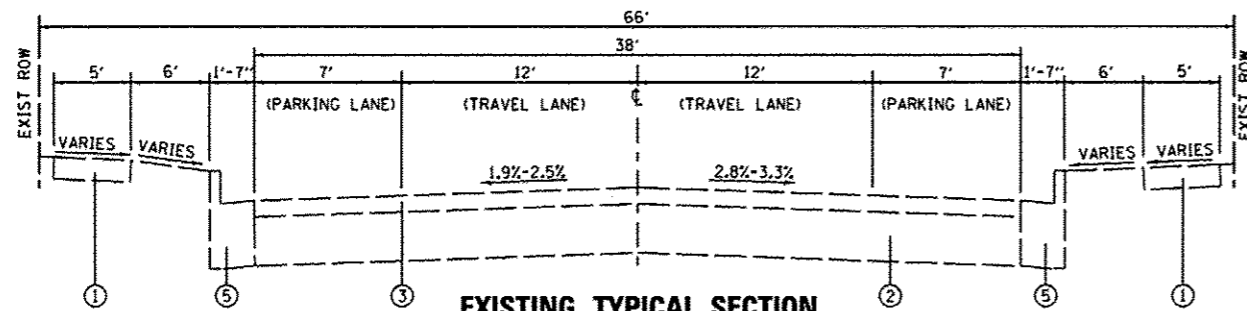 66'
38'
5' 6' 1'-7" 7' 12' 12' 7' 1'-7" 6' 5'
EXIST ROW
(PARKING LANE) (TRAVEL LANE) ℄ (TRAVEL LANE) (PARKING LANE)
EXIST ROW
VARIES VARIES 1.9%-2.5% 2.8%-3.3% VARIES VARIES
1 5 3 2 5 1
EXISTING TYPICAL SECTION